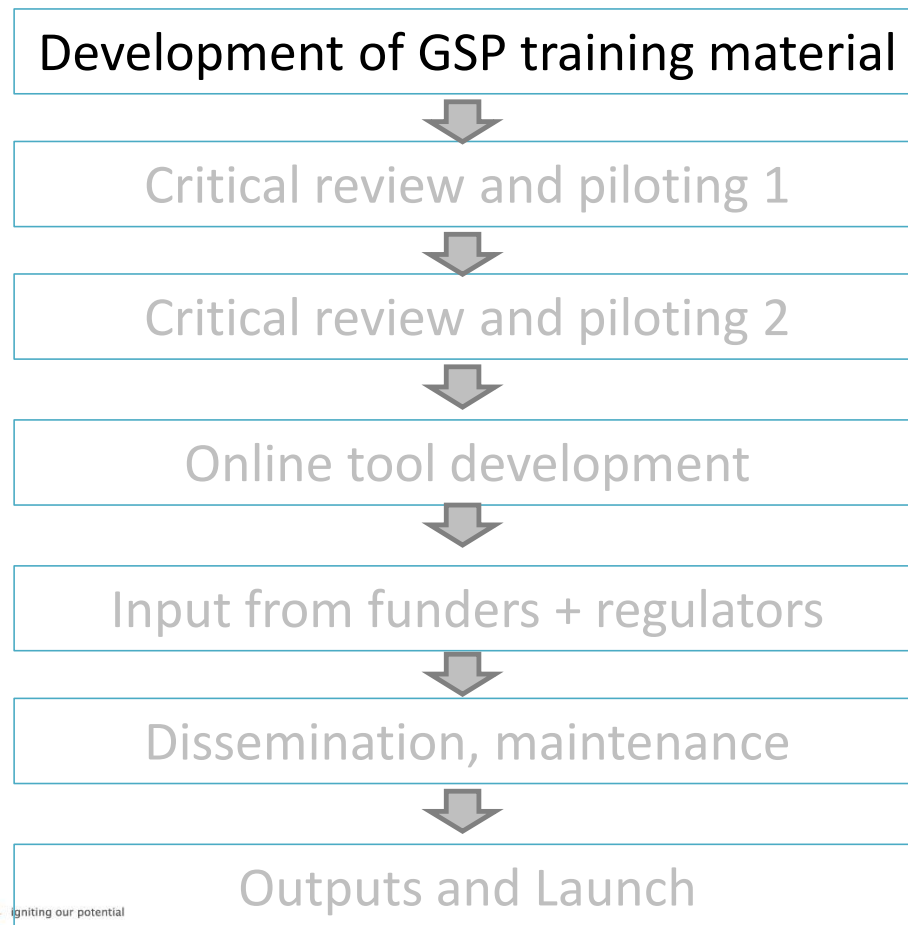 Development of GSP training material
Critical review and piloting 1
Critical review and piloting 2
Online tool development
Input from funders + regulators
Dissemination, maintenance
Outputs and Launch
igniting our potential